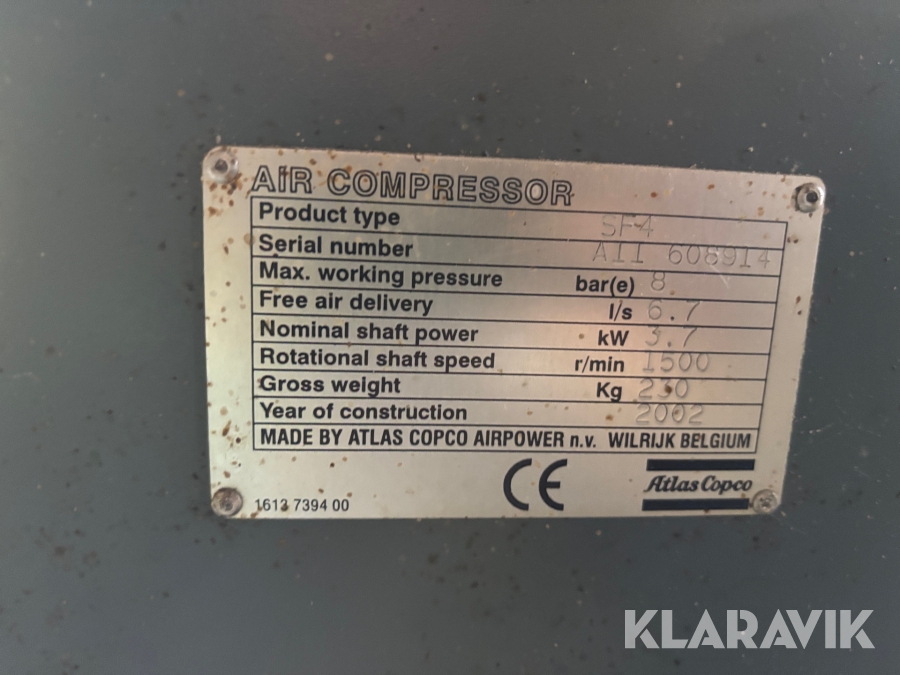 AIR COMPRESSOR
Product type SF4
Serial number AII 608914
Max. working pressure bar(e) 8
Free air delivery l/s 6.7
Nominal shaft power kW 3.7
Rotational shaft speed r/min 1500
Gross weight Kg 230
Year of construction 2002
MADE BY ATLAS COPCO AIRPOWER n.v. WILRIJK BELGIUM
CE
Atlas Copco
1613 7394 00
KLARAVIK